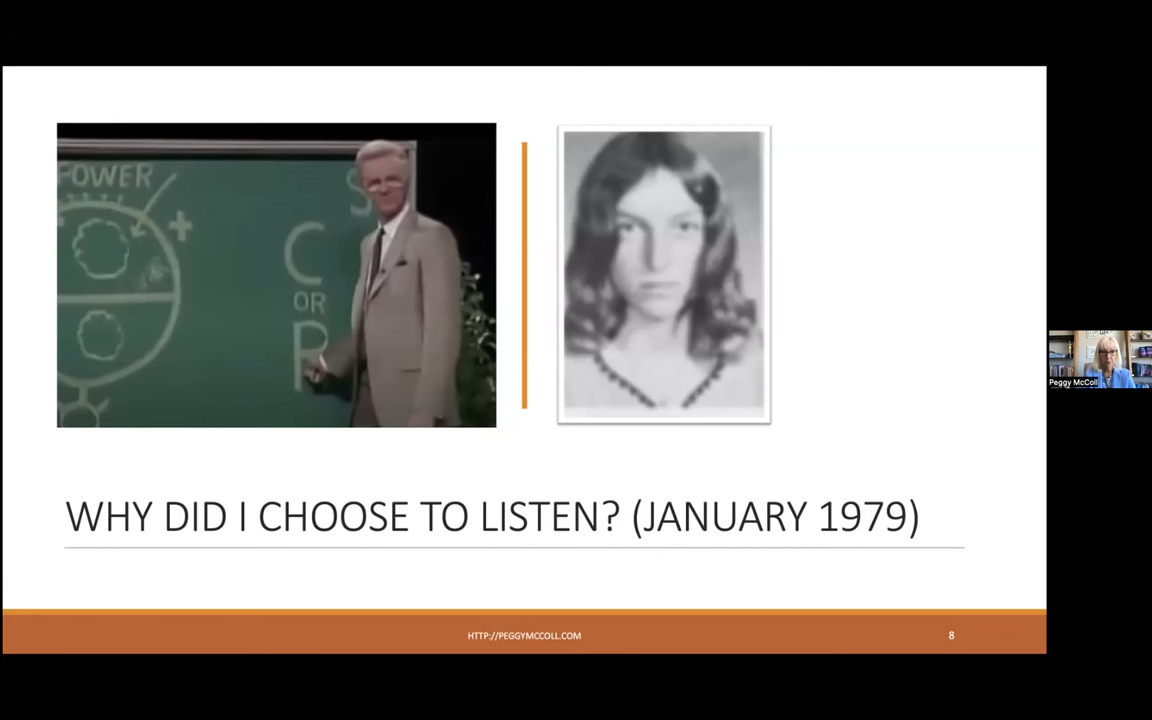 POWER
+
S
C
OR
R
WHY DID I CHOOSE TO LISTEN? (JANUARY 1979)
Peggy McColl
HTTP://PEGGYMCCOLL.COM
8